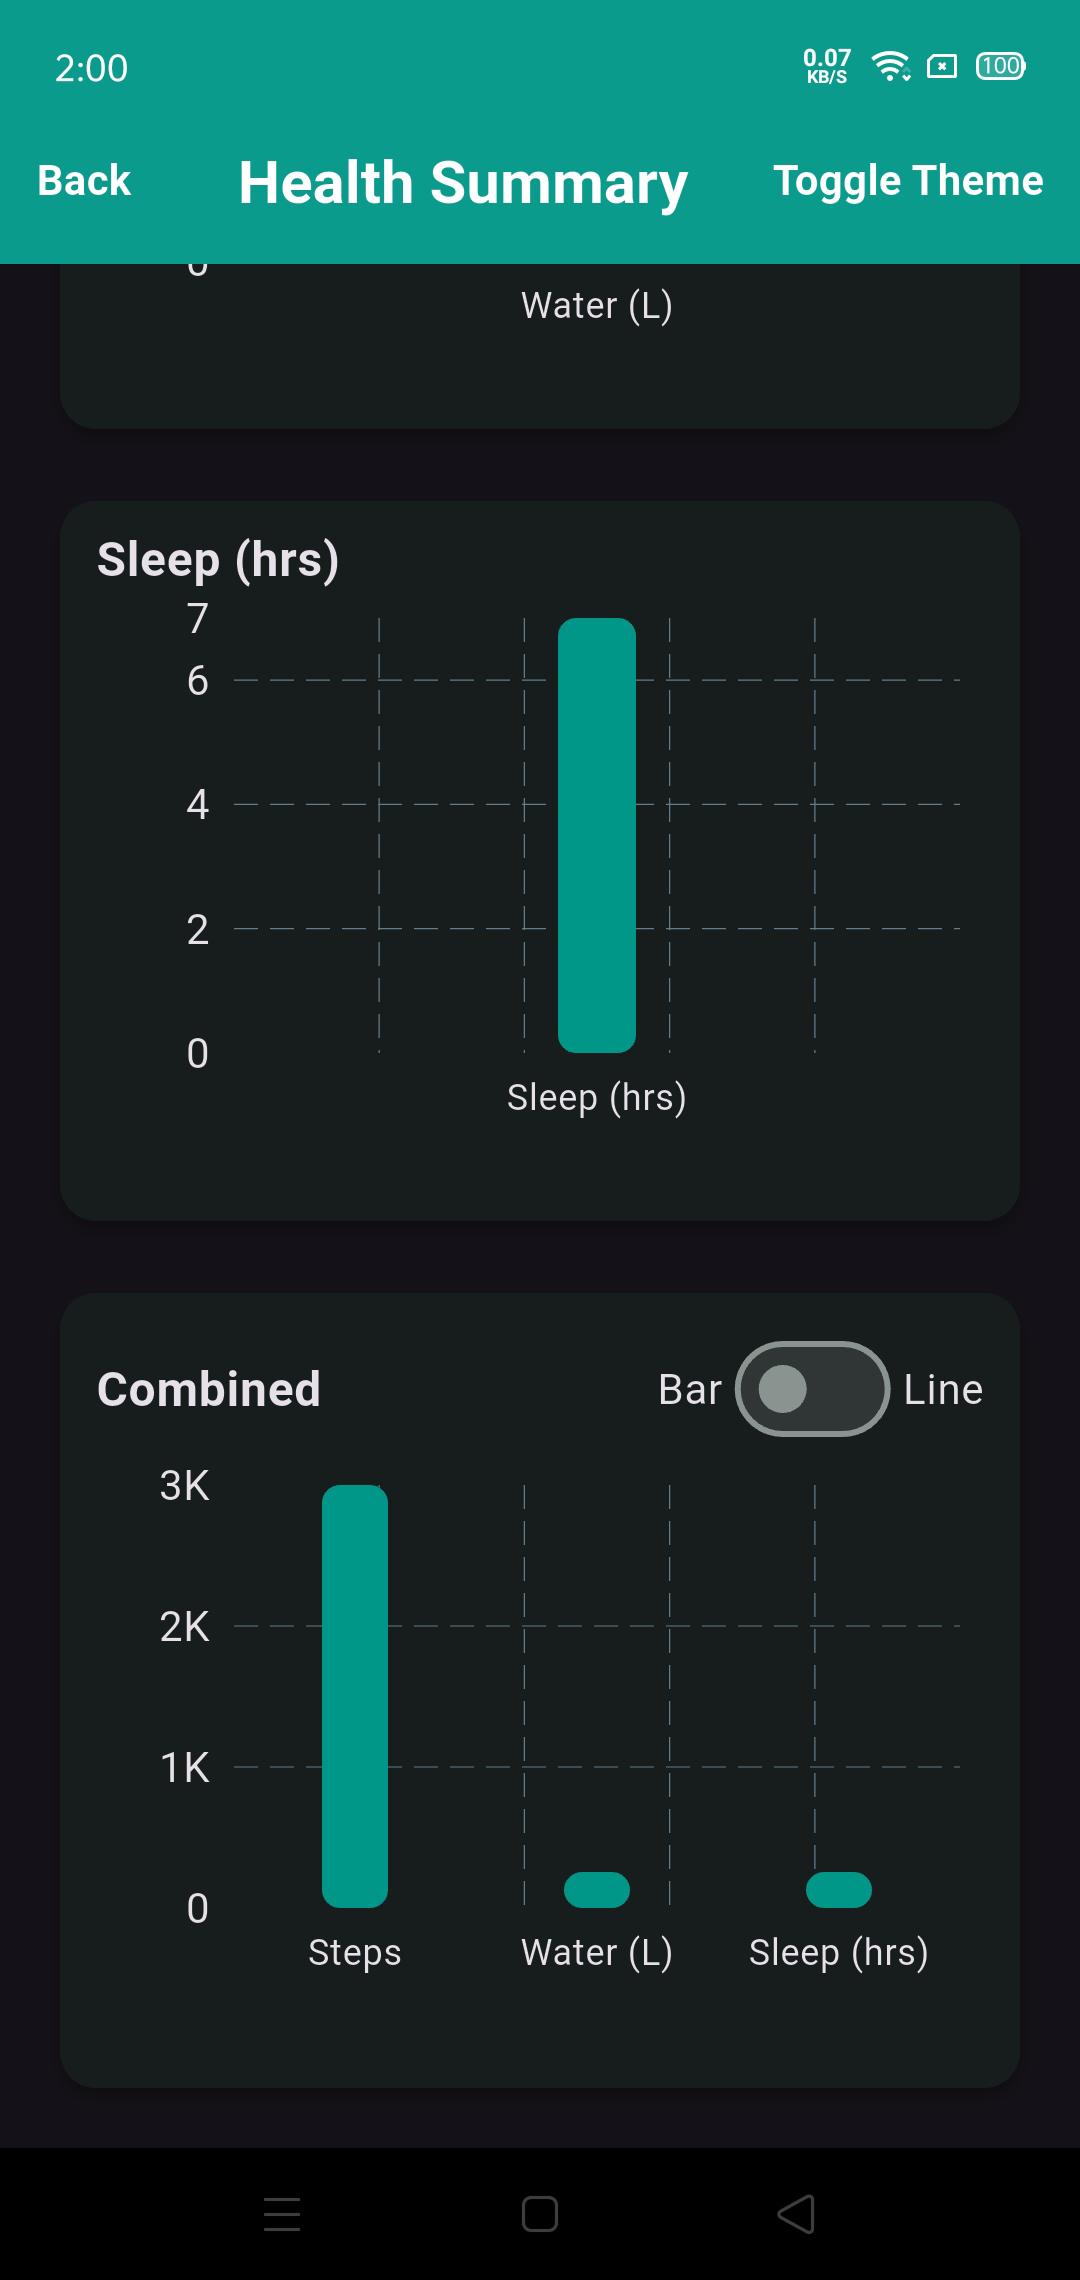 2:00
0.07
KB/S
100
Back
Health Summary
Toggle Theme
0
Water (L)
Sleep (hrs)
7
6
4
2
0
Sleep (hrs)
Combined
Bar
Line
3K
2K
1K
0
Steps
Water (L)
Sleep (hrs)